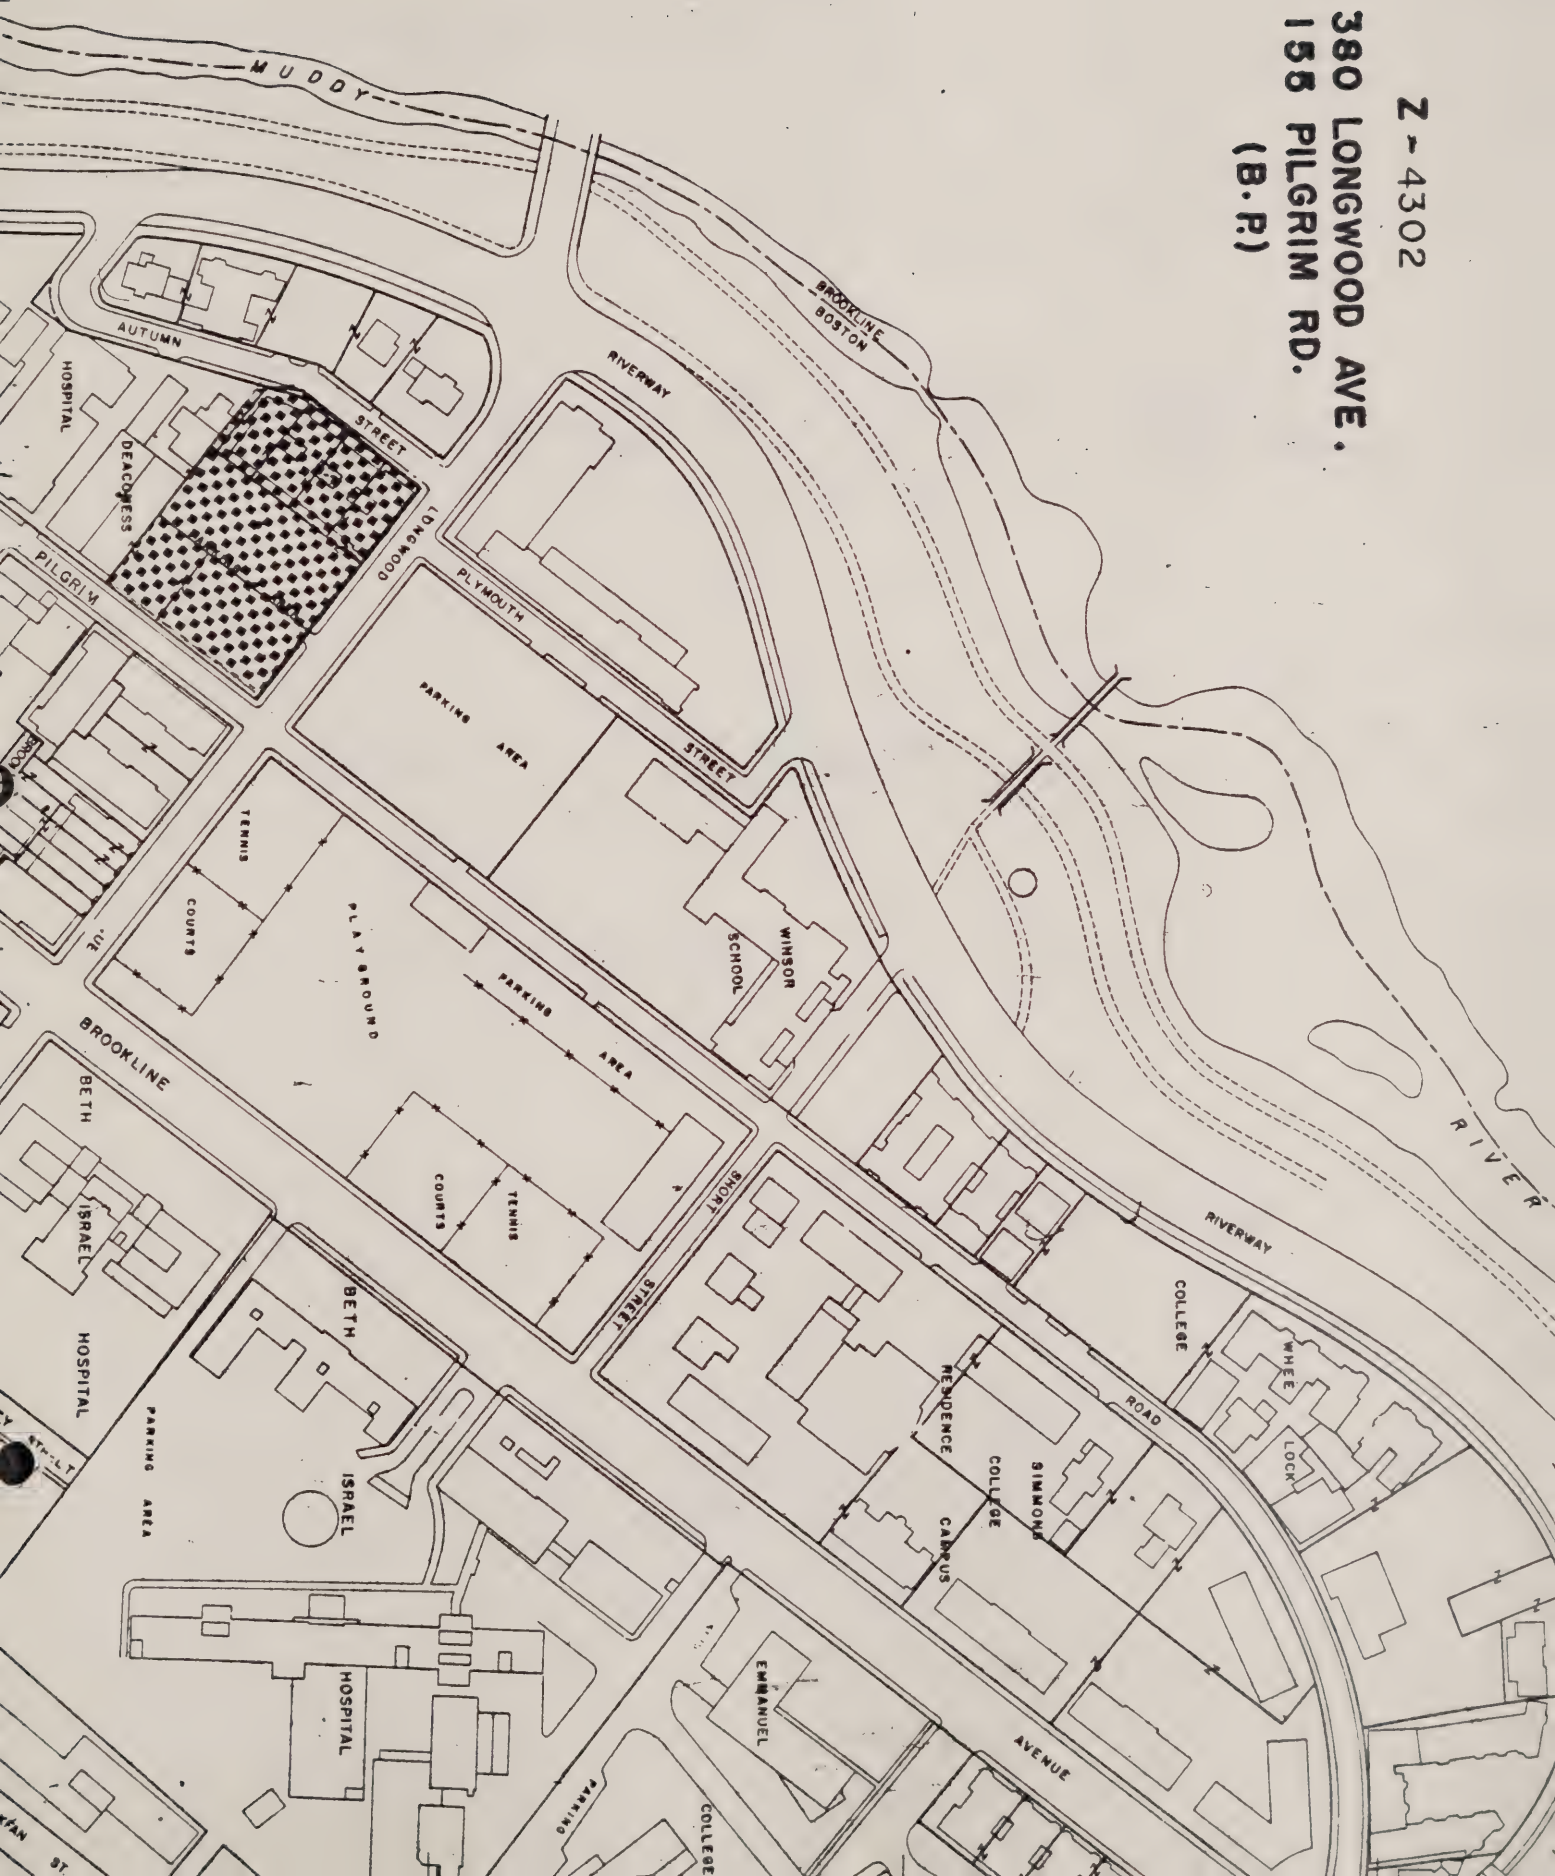 Z-4302
380 LONGWOOD AVE.
155 PILGRIM RD.
(B.P.)
MUDDY
RIVER
BROOKLINE
BOSTON
RIVERWAY
AUTUMN
STREET
HOSPITAL
DEACONESS
LONGWOOD
PILGRIM
PLYMOUTH
STREET
PARKING
AREA
TENNIS
COURTS
PLAYGROUND
PARKING
AREA
WINSOR
SCHOOL
BROOKLINE
BETH
ISRAEL
HOSPITAL
TENNIS
COURTS
SHORT
STREET
RIVERWAY
COLLEGE
WHEE
LOCK
ROAD
RESIDENCE
SIMMONS
COLLEGE
CAMPUS
BETH
ISRAEL
HOSPITAL
PARKING
AREA
EMMANUEL
COLLEGE
PARKING
AVENUE
ST.